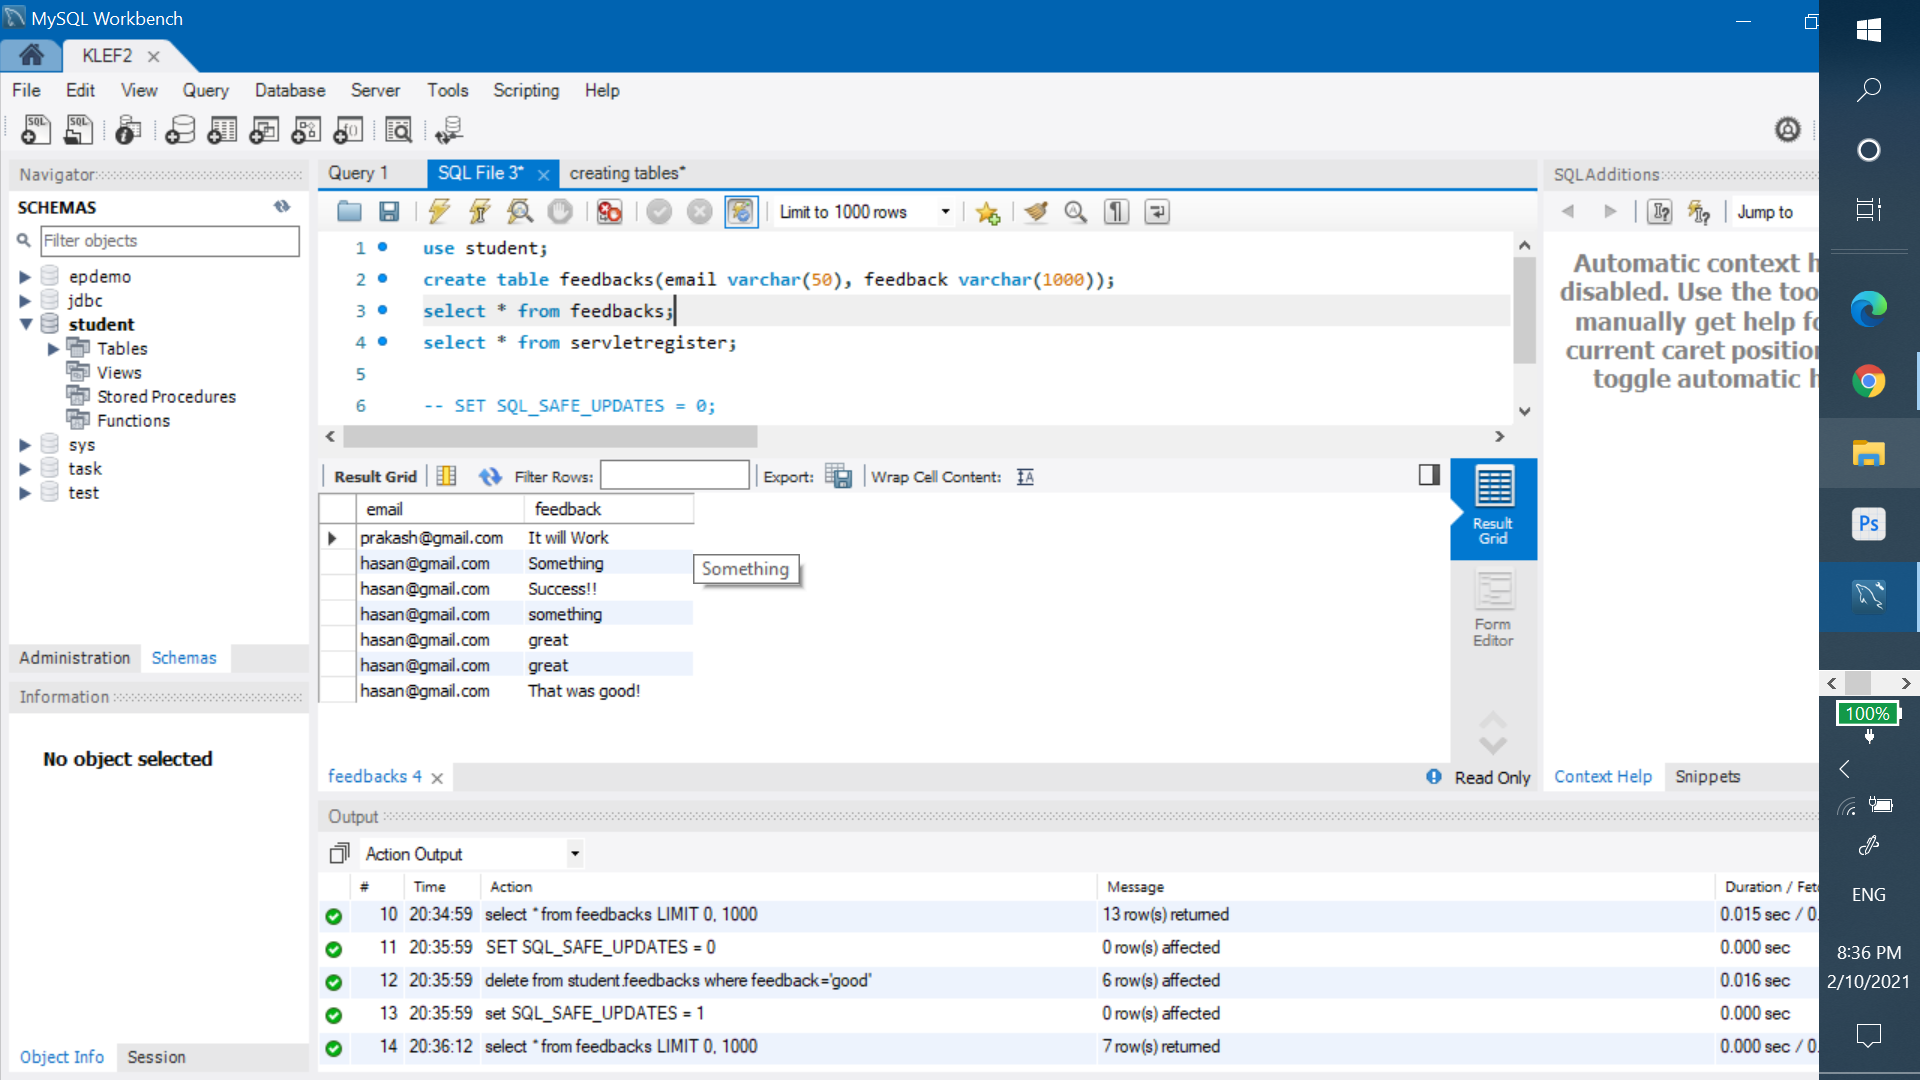 MySQL Workbench
KLEF2
File Edit View Query Database Server Tools Scripting Help
Navigator
SCHEMAS
Filter objects
epdemo
jdbc
student
Tables
Views
Stored Procedures
Functions
sys
task
test
Administration Schemas
Information
No object selected
Object Info Session
Query 1 SQL File 3* creating tables*
Limit to 1000 rows
1 use student;
2 create table feedbacks(email varchar(50), feedback varchar(1000));
3 select * from feedbacks;
4 select * from servletregister;
5
6 -- SET SQL_SAFE_UPDATES = 0;
Result Grid Filter Rows: Export: Wrap Cell Content:
email feedback
prakash@gmail.com It will Work
hasan@gmail.com Something
hasan@gmail.com Success!!
hasan@gmail.com something
hasan@gmail.com great
hasan@gmail.com great
hasan@gmail.com That was good!
Something
Result
Grid
Form
Editor
feedbacks 4
Read Only
Output
Action Output
# Time Action Message Duration / Fet
10 20:34:59 select * from feedbacks LIMIT 0, 1000 13 row(s) returned 0.015 sec / 0.
11 20:35:59 SET SQL_SAFE_UPDATES = 0 0 row(s) affected 0.000 sec
12 20:35:59 delete from student.feedbacks where feedback='good' 6 row(s) affected 0.016 sec
13 20:35:59 set SQL_SAFE_UPDATES = 1 0 row(s) affected 0.000 sec
14 20:36:12 select * from feedbacks LIMIT 0, 1000 7 row(s) returned 0.000 sec / 0.
SQLAdditions
Jump to
Automatic context h
disabled. Use the too
manually get help fo
current caret position
toggle automatic h
Context Help Snippets
Ps
100%
ENG
8:36 PM
2/10/2021